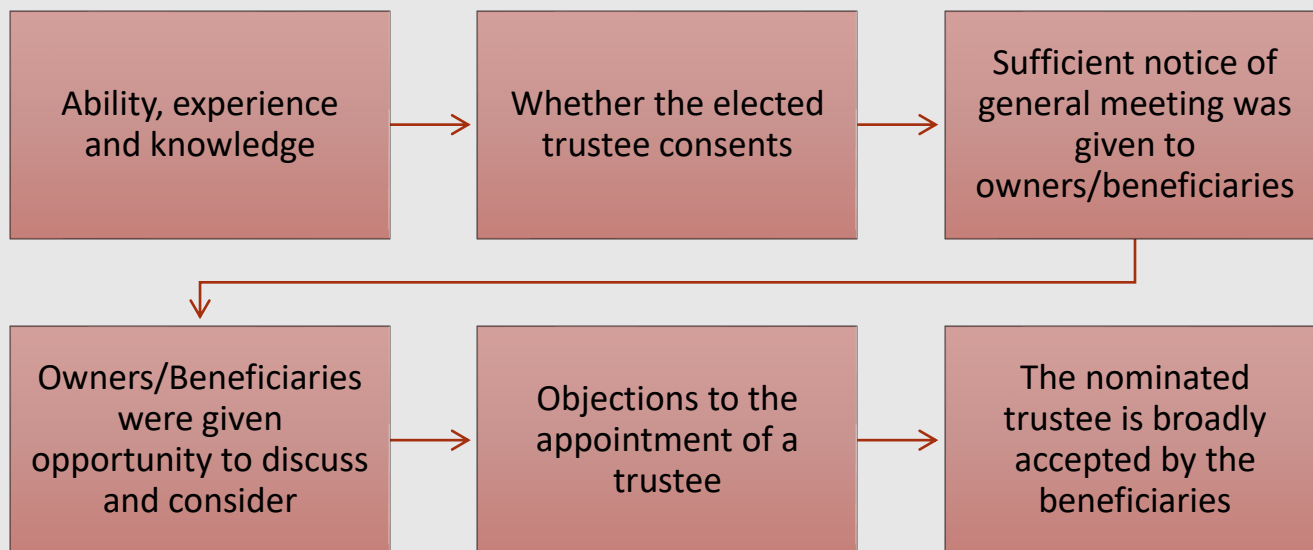 Ability, experience
and knowledge
Whether the elected
trustee consents
Sufficient notice of
general meeting was
given to
owners/beneficiaries
Owners/Beneficiaries
were given
opportunity to discuss
and consider
Objections to the
appointment of a
trustee
The nominated
trustee is broadly
accepted by the
beneficiaries